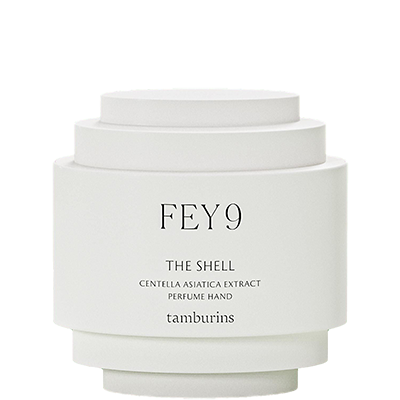 FEY9
THE SHELL
CENTELLA ASIATICA EXTRACT
PERFUME HAND
tamburins